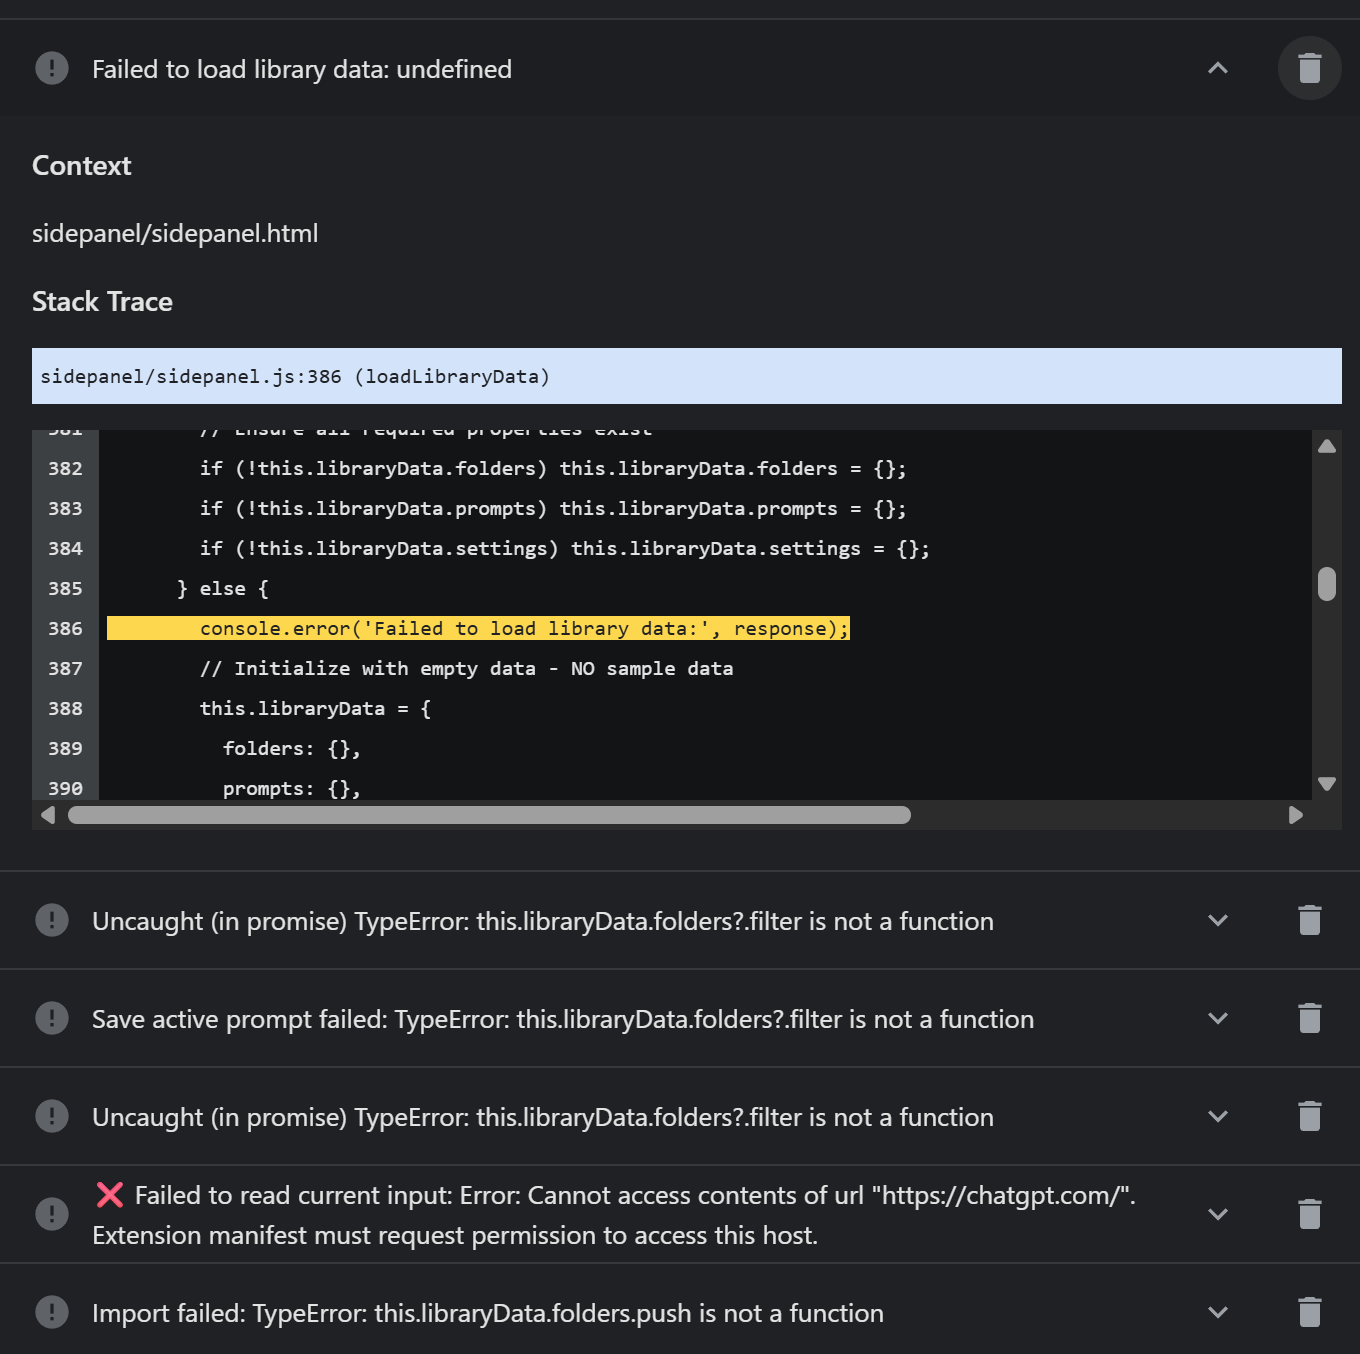 Failed to load library data: undefined
Context
sidepanel/sidepanel.html
Stack Trace
sidepanel/sidepanel.js:386 (loadLibraryData)
381 // Ensure all required properties exist
382 if (!this.libraryData.folders) this.libraryData.folders = {};
383 if (!this.libraryData.prompts) this.libraryData.prompts = {};
384 if (!this.libraryData.settings) this.libraryData.settings = {};
385 } else {
386 console.error('Failed to load library data:', response);
387 // Initialize with empty data - NO sample data
388 this.libraryData = {
389 folders: {},
390 prompts: {},
Uncaught (in promise) TypeError: this.libraryData.folders?.filter is not a function
Save active prompt failed: TypeError: this.libraryData.folders?.filter is not a function
Uncaught (in promise) TypeError: this.libraryData.folders?.filter is not a function
❌ Failed to read current input: Error: Cannot access contents of url "https://chatgpt.com/".
Extension manifest must request permission to access this host.
Import failed: TypeError: this.libraryData.folders.push is not a function